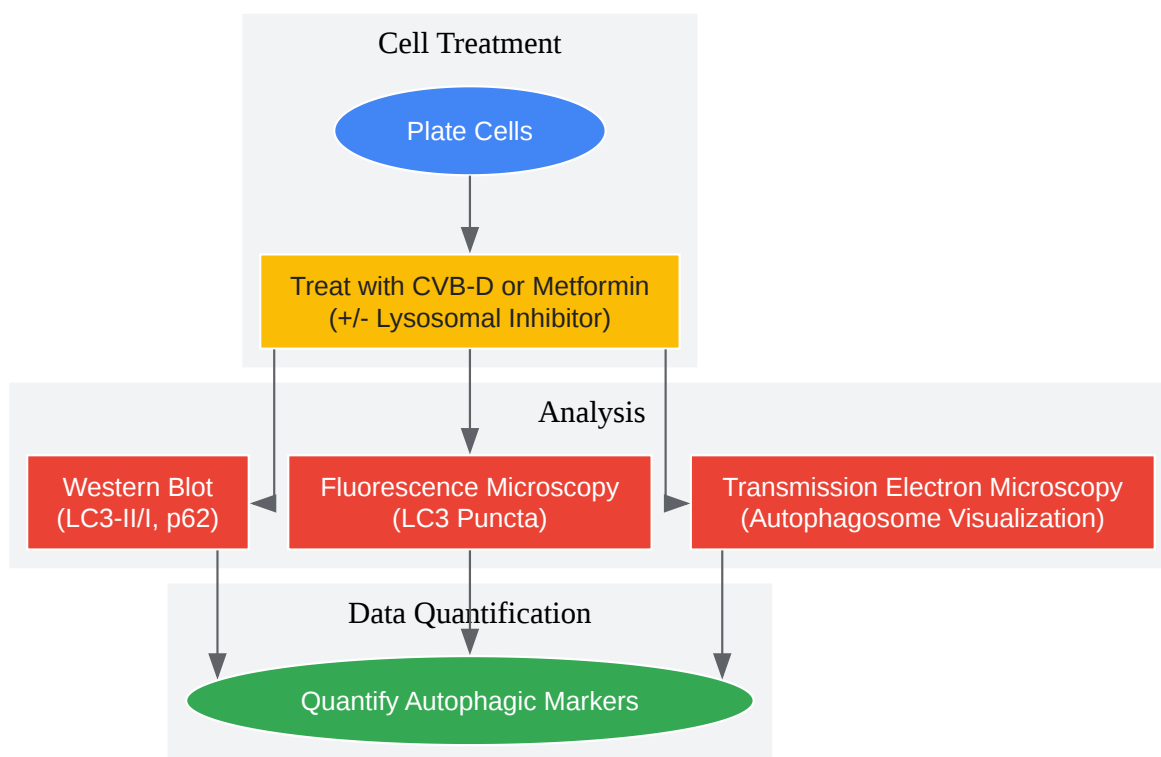 Cell Treatment
Plate Cells
Treat with CVB-D or Metformin
(+/- Lysosomal Inhibitor)
Analysis
Western Blot
(LC3-II/I, p62)
Fluorescence Microscopy
(LC3 Puncta)
Transmission Electron Microscopy
(Autophagosome Visualization)
Data Quantification
Quantify Autophagic Markers